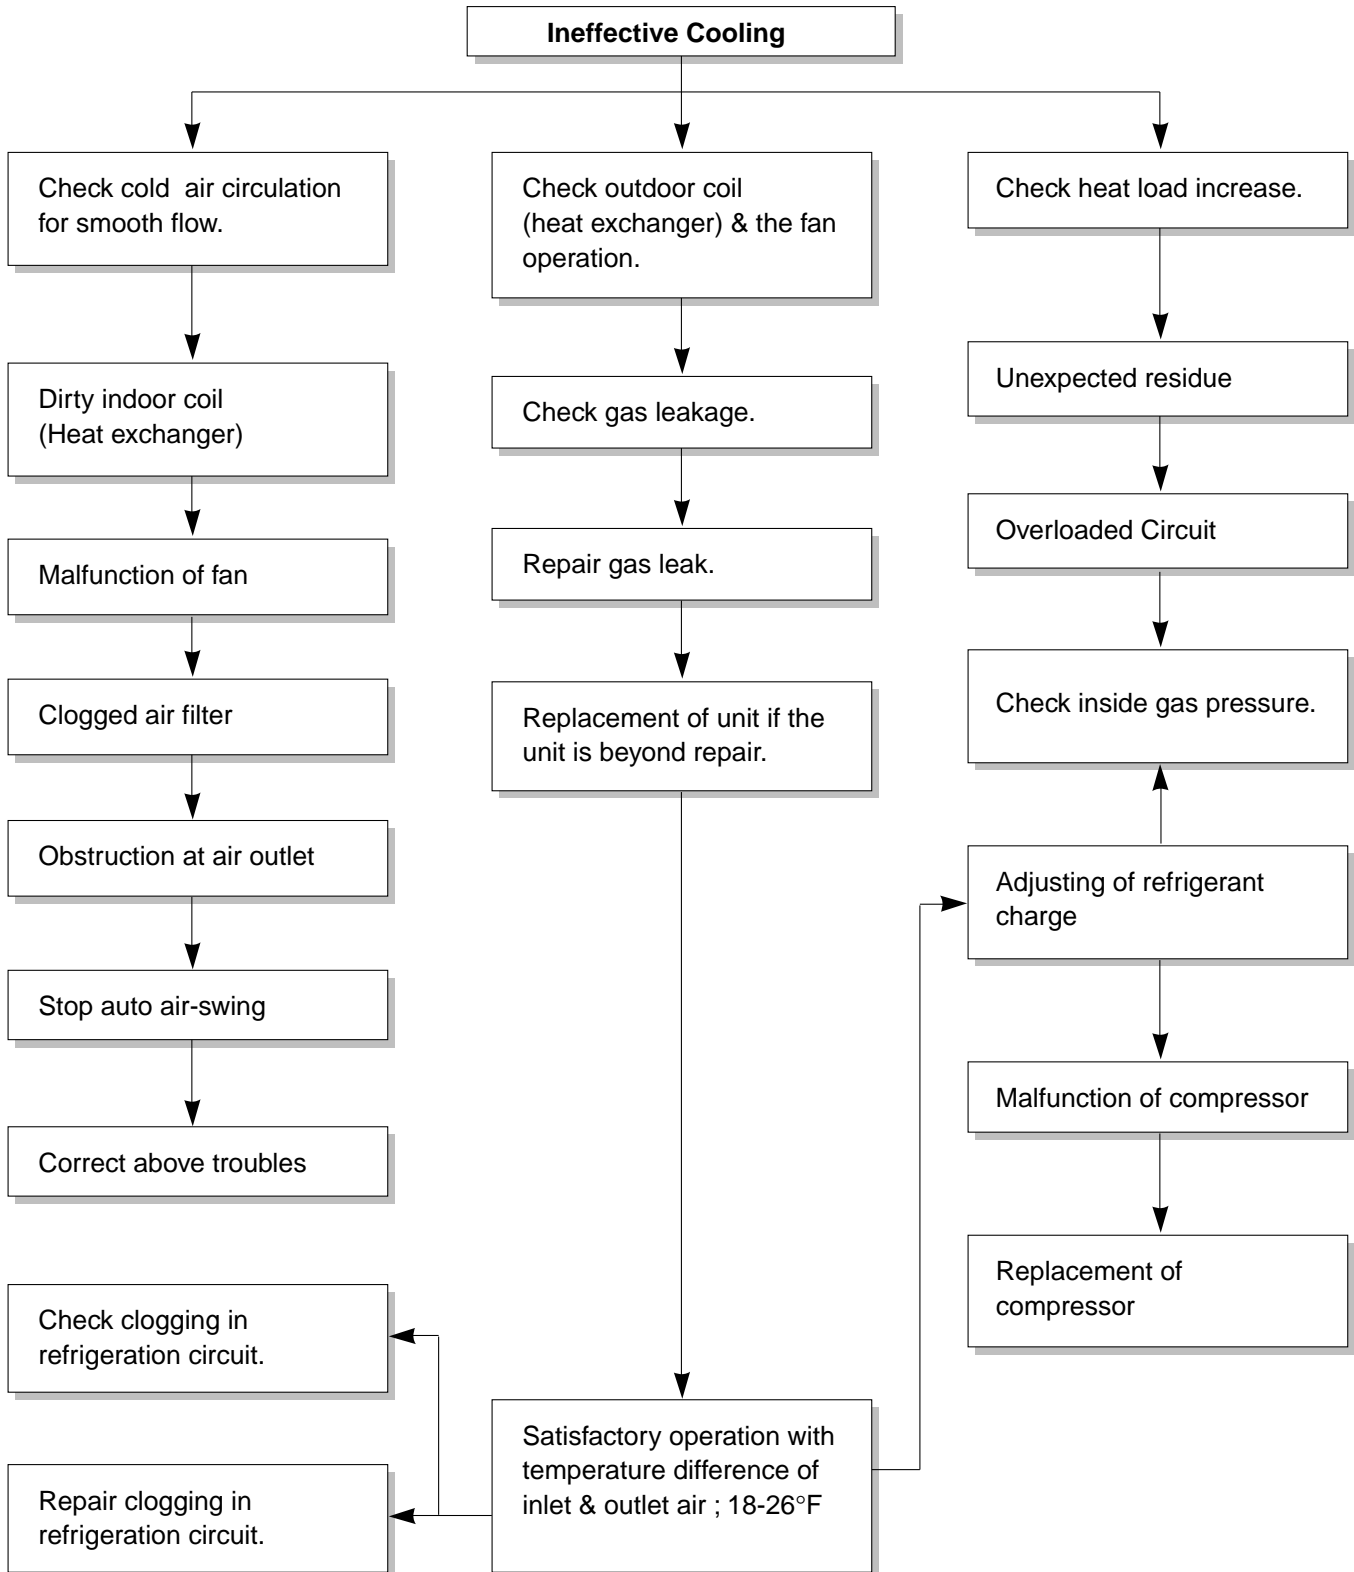 Ineffective Cooling
Check cold air circulation
for smooth flow.
Dirty indoor coil
(Heat exchanger)
Malfunction of fan
Clogged air filter
Obstruction at air outlet
Stop auto air-swing
Correct above troubles
Check clogging in
refrigeration circuit.
Repair clogging in
refrigeration circuit.
Check outdoor coil
(heat exchanger) & the fan
operation.
Check gas leakage.
Repair gas leak.
Replacement of unit if the
unit is beyond repair.
Satisfactory operation with
temperature difference of
inlet & outlet air ; 18-26°F
Check heat load increase.
Unexpected residue
Overloaded Circuit
Check inside gas pressure.
Adjusting of refrigerant
charge
Malfunction of compressor
Replacement of
compressor